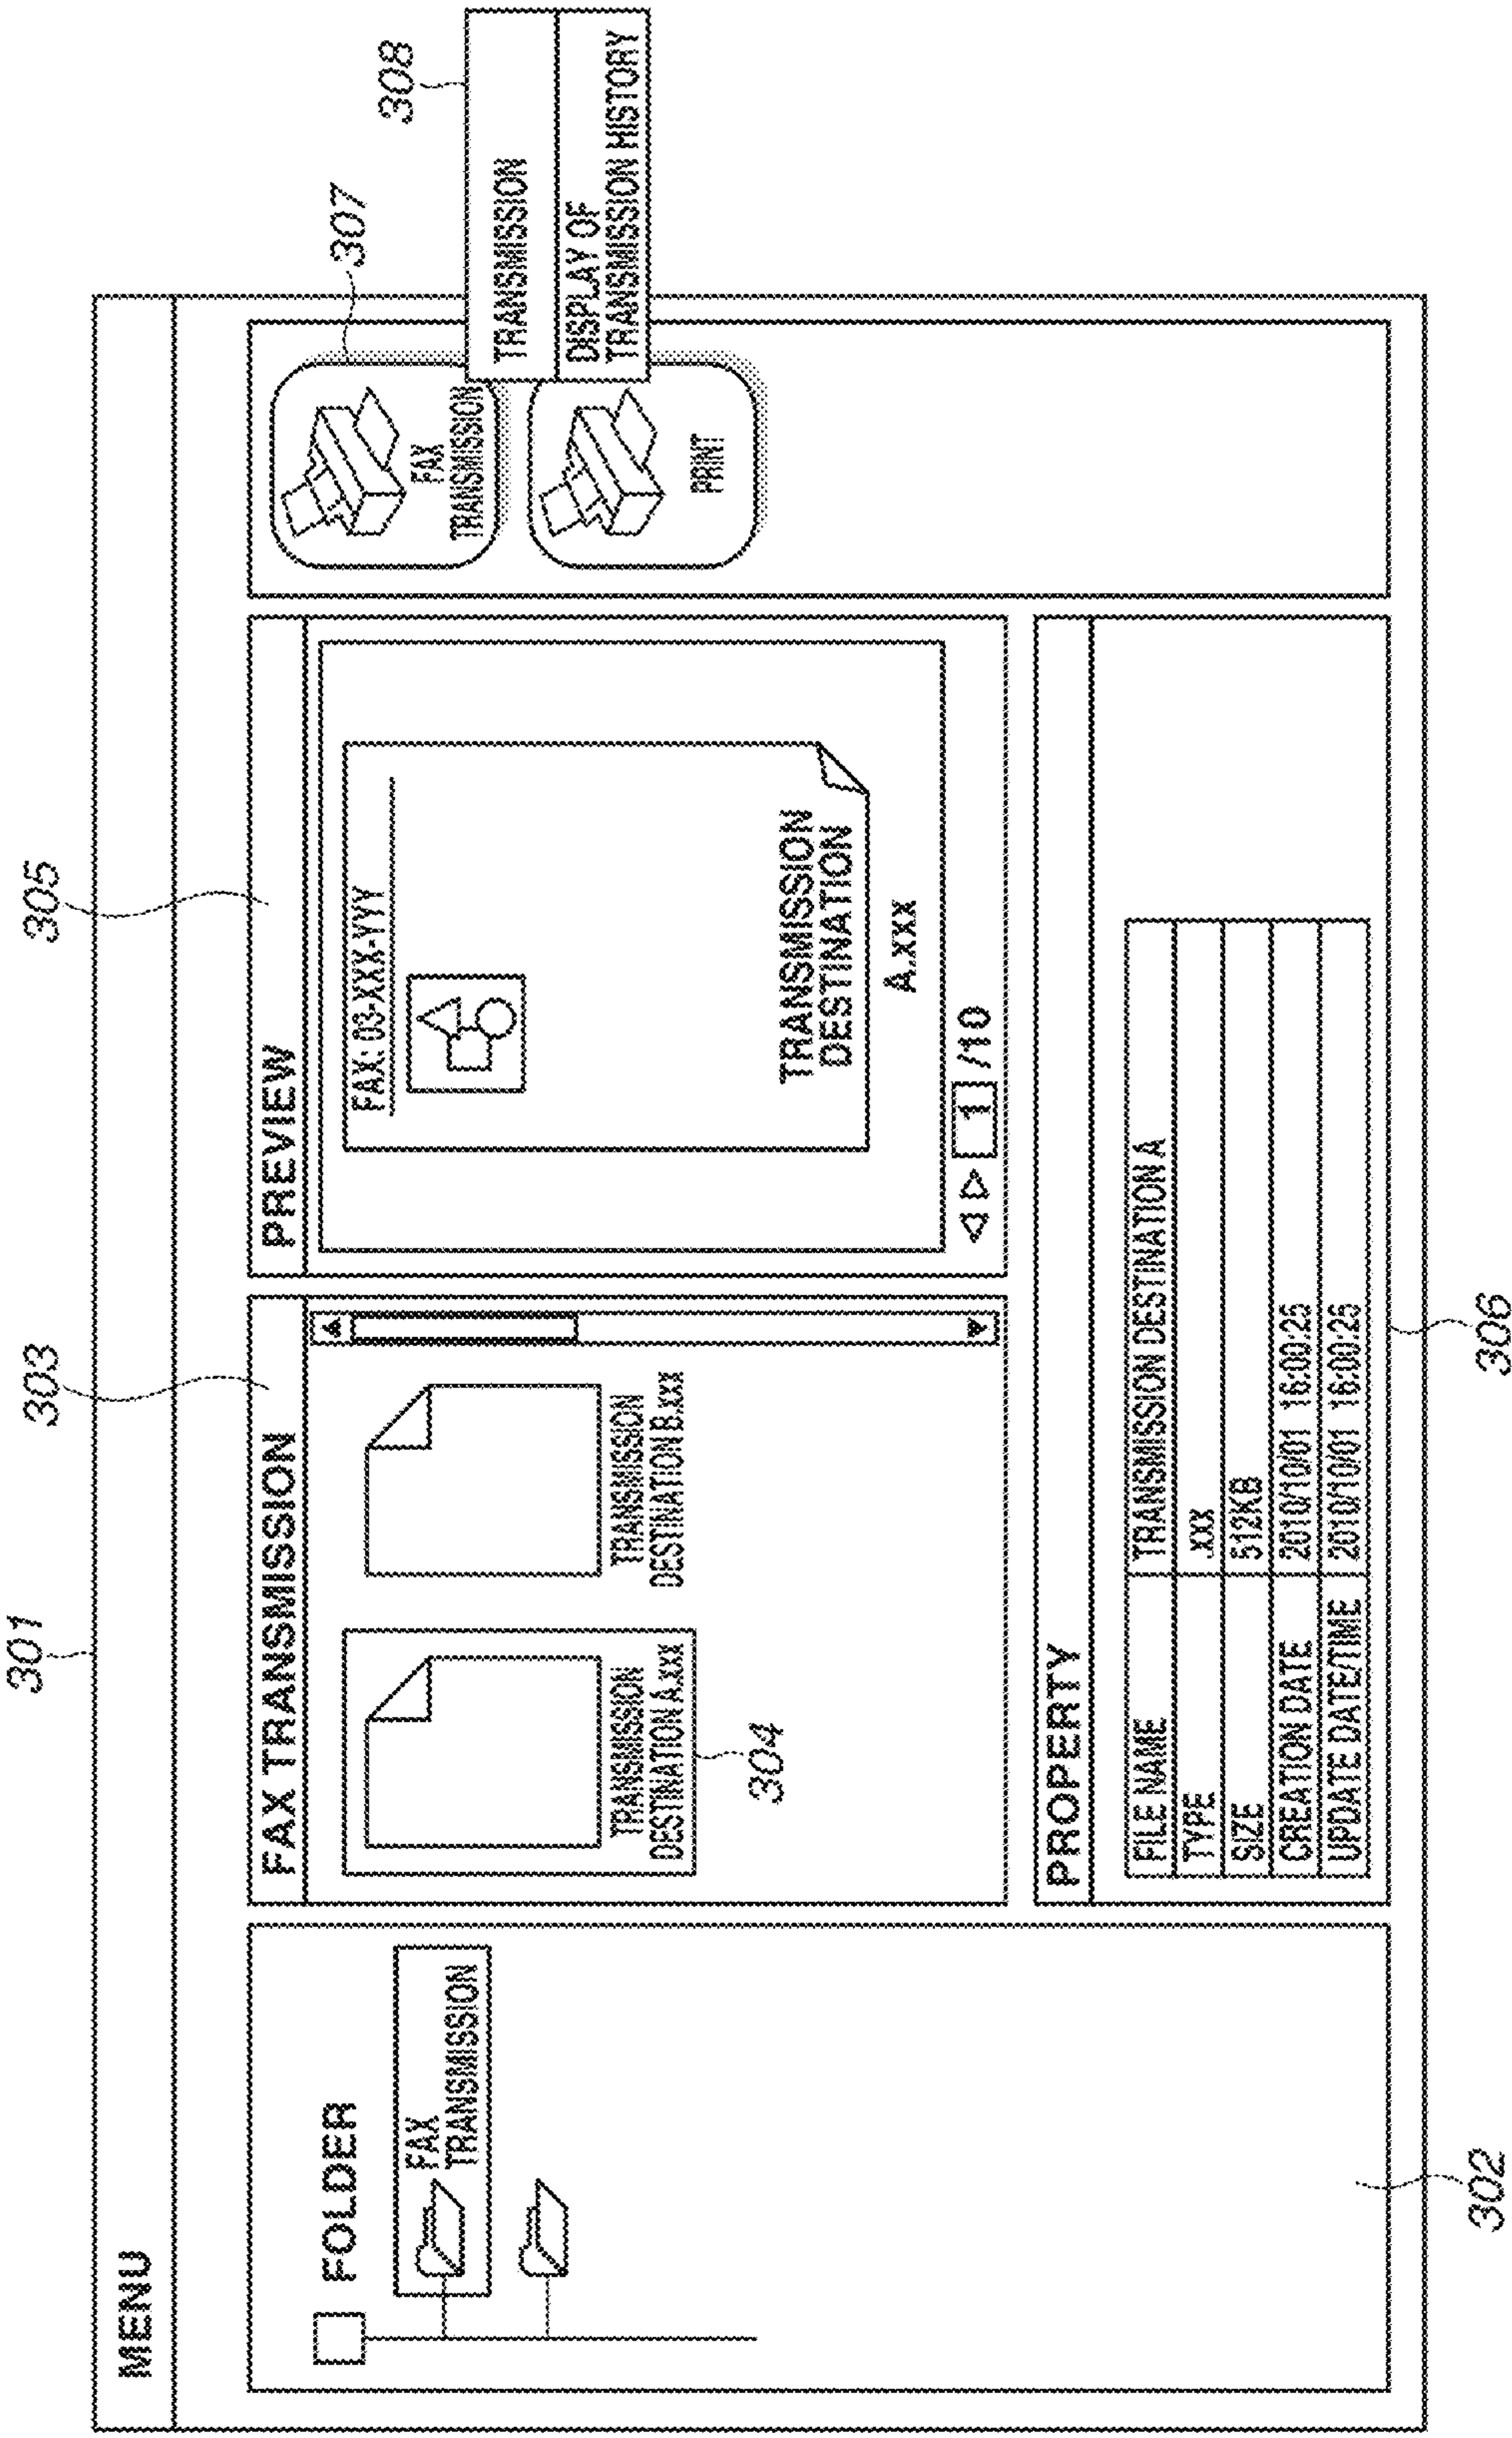 301
303
305
307
308
MENU
FOLDER
FAX
TRANSMISSION
FAX TRANSMISSION
TRANSMISSION
DESTINATION A.xxx
304
TRANSMISSION
DESTINATION B.xxx
PREVIEW
FAX: 03-XXX-YYY
TRANSMISSION
DESTINATION
A.xxx
1 /10
FAX
TRANSMISSION
PRINT
TRANSMISSION
DISPLAY OF
TRANSMISSION HISTORY
PROPERTY
FILE NAME TRANSMISSION DESTINATION A
TYPE .xxx
SIZE 512KB
CREATION DATE 2010/10/01 16:00:25
UPDATE DATE/TIME 2010/10/01 16:00:25
302
306